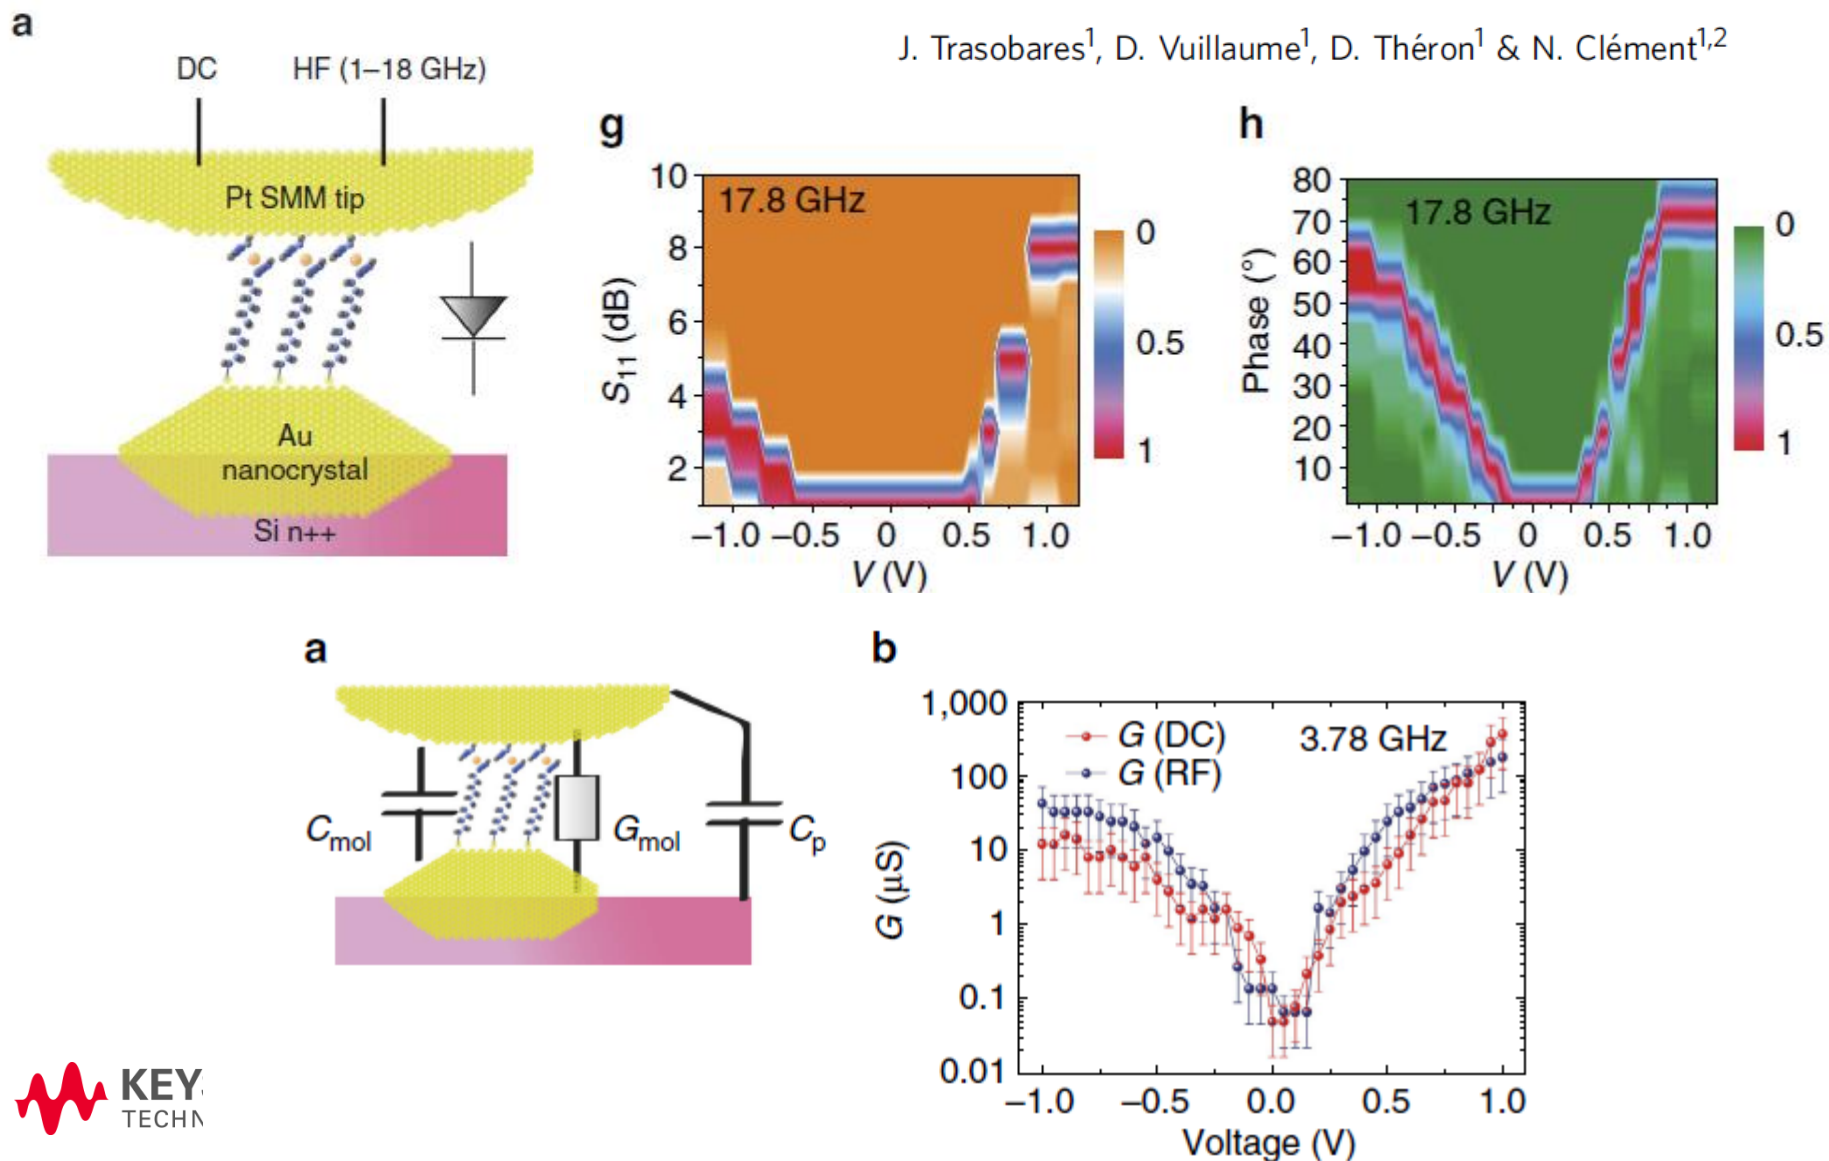 a
J. Trasobares¹, D. Vuillaume¹, D. Théron¹ & N. Clément¹,²
DC HF (1–18 GHz)
Pt SMM tip
Au
nanocrystal
Si n++
g
17.8 GHz
S₁₁ (dB)
10
8
6
4
2
–1.0 –0.5 0 0.5 1.0
V (V)
0
0.5
1
h
17.8 GHz
Phase (°)
80
70
60
50
40
30
20
10
–1.0 –0.5 0 0.5 1.0
V (V)
0
0.5
1
a
Cmol
Gmol
Cp
b
G (DC)
G (RF)
3.78 GHz
G (μS)
1,000
100
10
1
0.1
0.01
–1.0 –0.5 0.0 0.5 1.0
Voltage (V)
KEY
TECHN